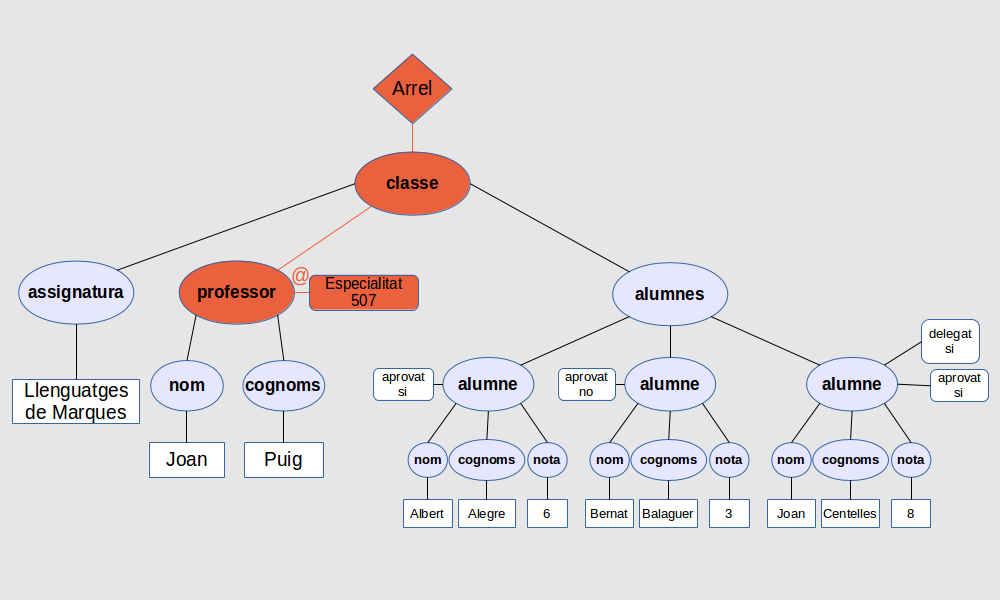 Arrel
classe
assignatura
professor
@
Especialitat
507
alumnes
Llenguatges
de Marques
nom
cognoms
Joan
Puig
aprovat
si
alumne
aprovat
no
alumne
alumne
delegat
si
aprovat
si
nom
cognoms
nota
nom
cognoms
nota
nom
cognoms
nota
Albert
Alegre
6
Bernat
Balaguer
3
Joan
Centelles
8